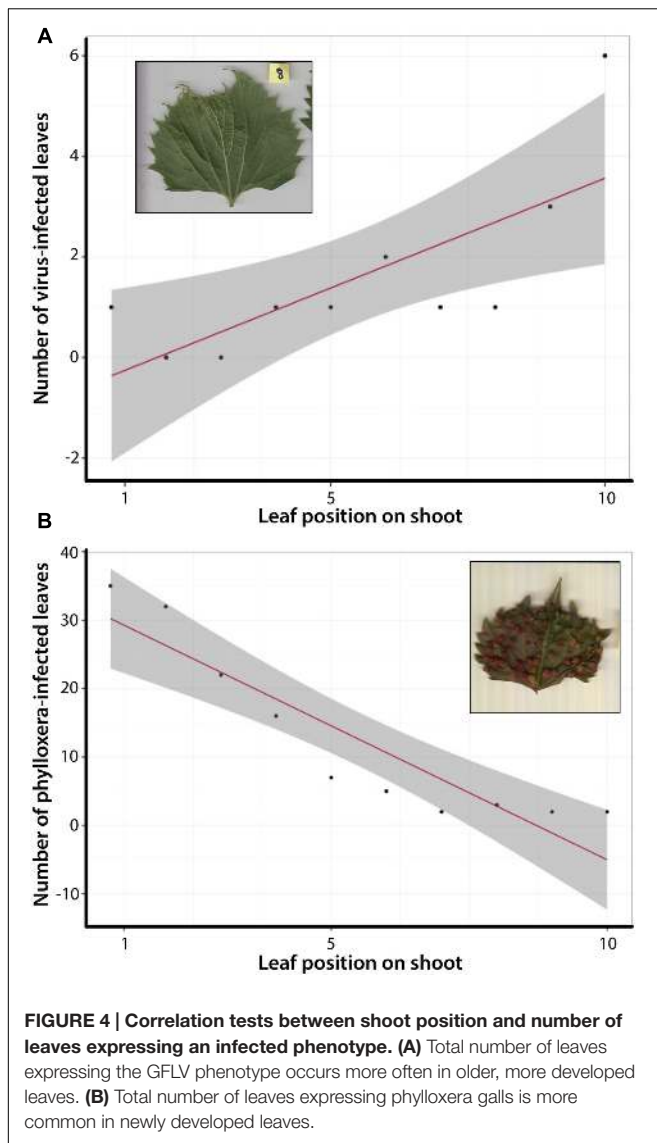 A
6
4
2
0
-2
Number of virus-infected leaves
8
1 5 10
Leaf position on shoot
B
40
30
20
10
0
-10
Number of phylloxera-infected leaves
1 5 10
Leaf position on shoot
FIGURE 4 | Correlation tests between shoot position and number of
leaves expressing an infected phenotype. (A) Total number of leaves
expressing the GFLV phenotype occurs more often in older, more developed
leaves. (B) Total number of leaves expressing phylloxera galls is more
common in newly developed leaves.